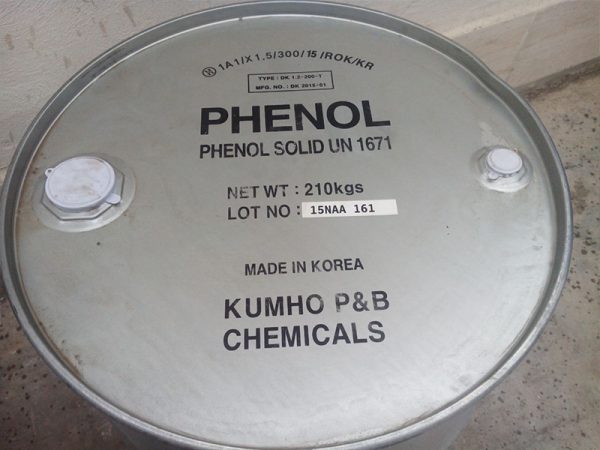 1A1/X1.5/300/15/ROK/KR
TYPE : DK 1.2-200-T
MFG. NO. : DK 2015-01
PHENOL
PHENOL SOLID UN 1671
NET WT : 210kgs
LOT NO : 15NAA 161
MADE IN KOREA
KUMHO P&B
CHEMICALS